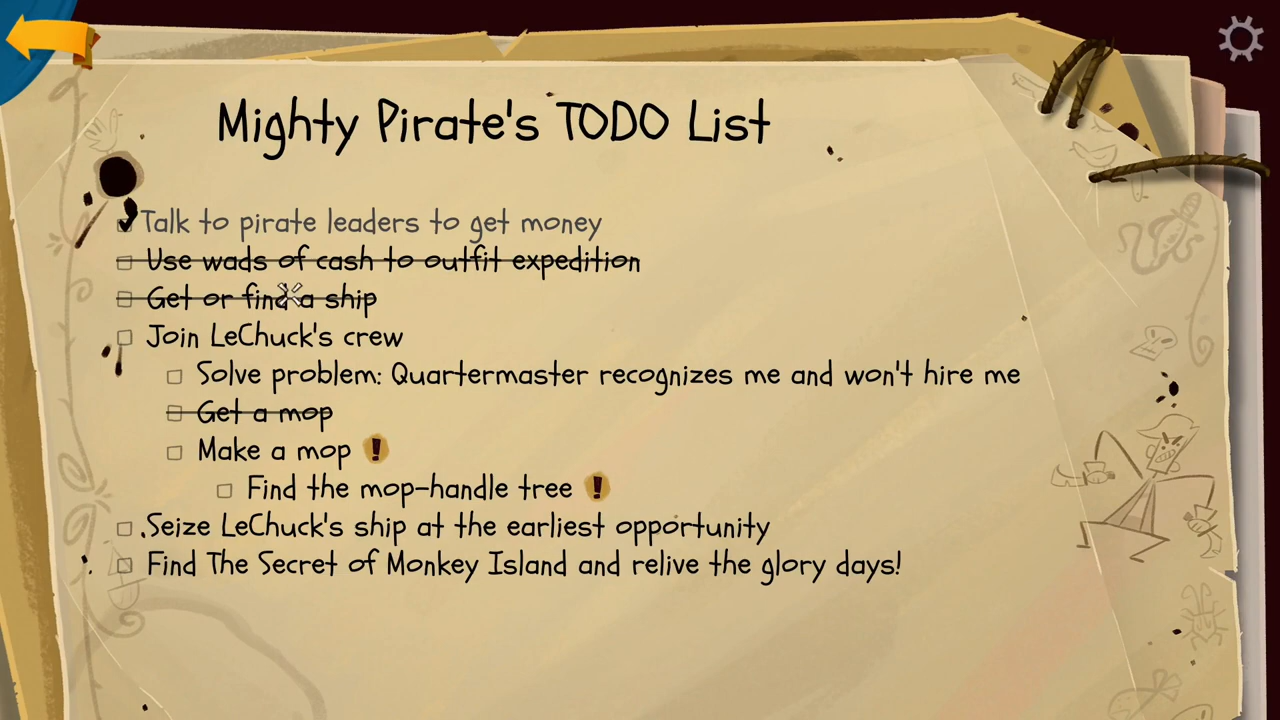 Mighty Pirate's TODO List
Talk to pirate leaders to get money
Use wads of cash to outfit expedition
Get or find a ship
Join LeChuck's crew
Solve problem: Quartermaster recognizes me and won't hire me
Get a mop
Make a mop !
Find the mop-handle tree !
Seize LeChuck's ship at the earliest opportunity
Find The Secret of Monkey Island and relive the glory days!